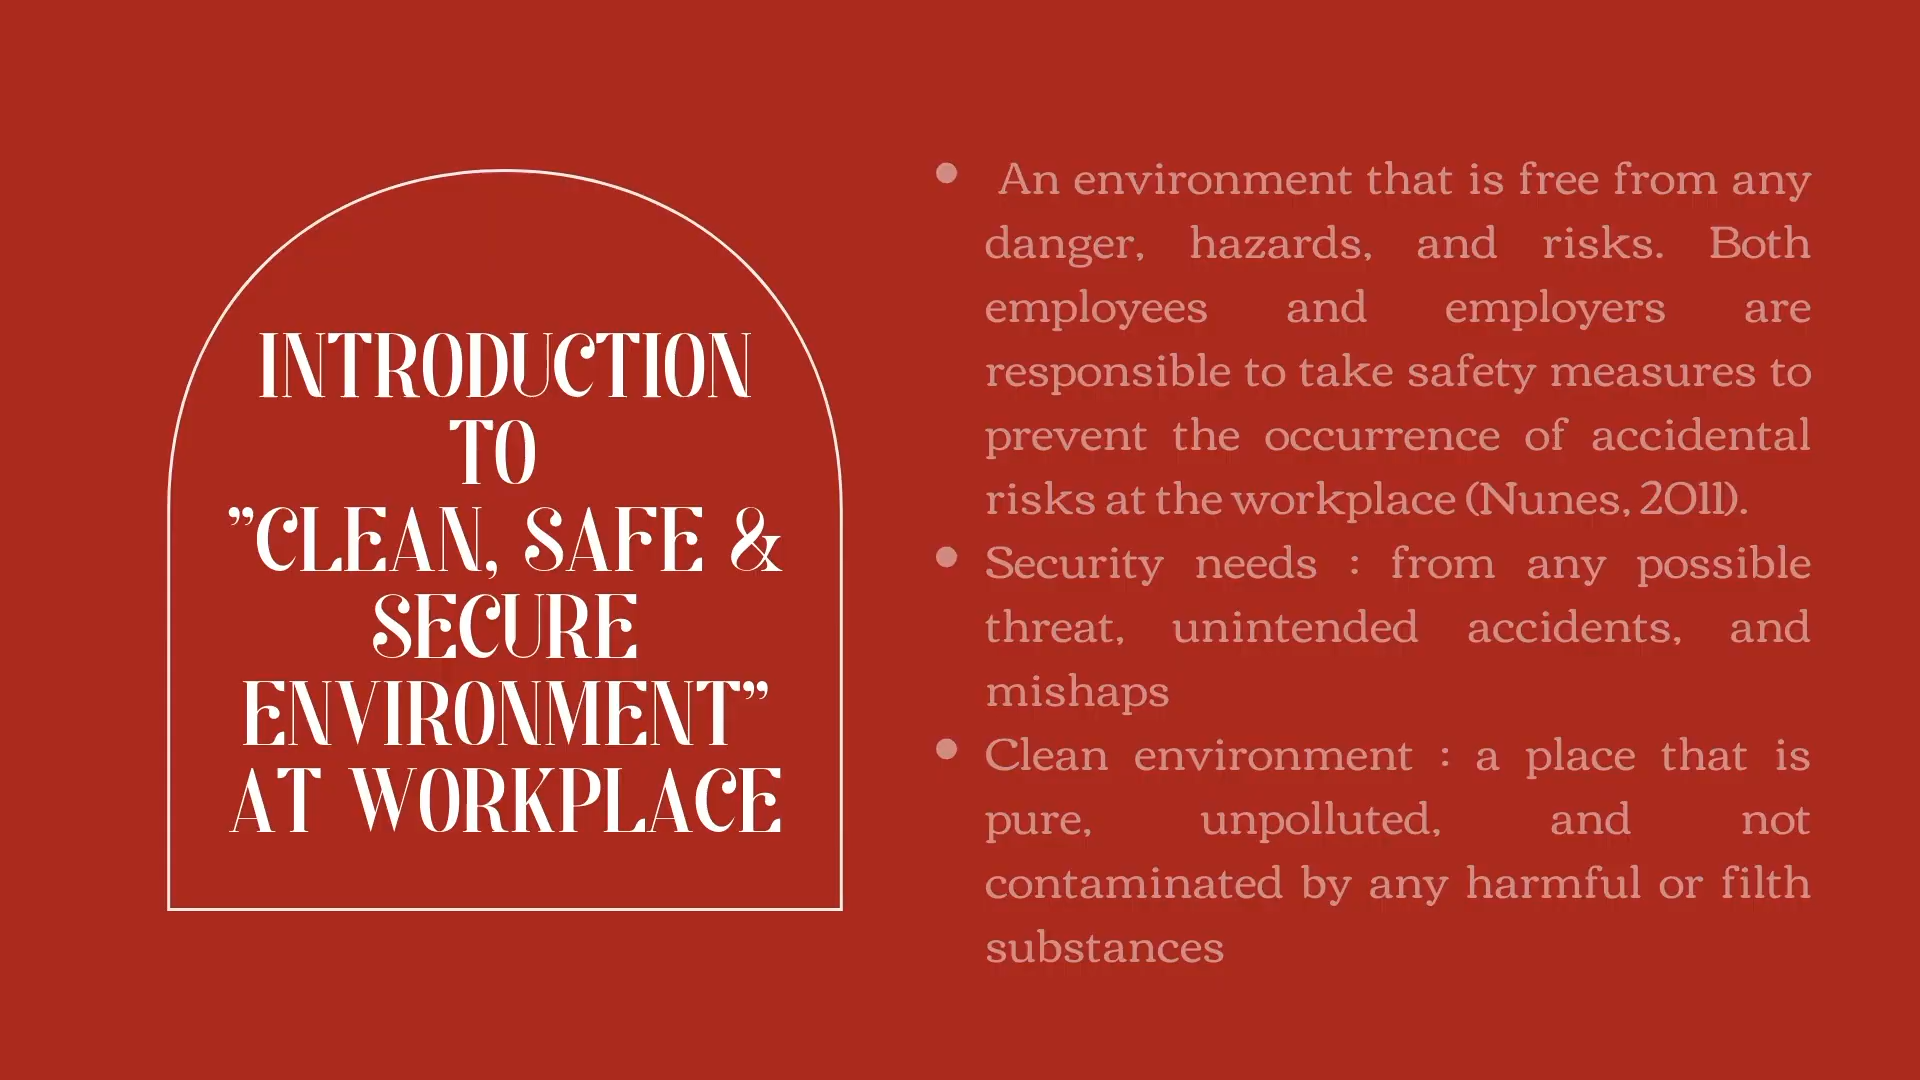 INTRODUCTION
TO
”CLEAN, SAFE &
SECURE
ENVIRONMENT”
AT WORKPLACE
• An environment that is free from any
danger, hazards, and risks. Both
employees and employers are
responsible to take safety measures to
prevent the occurrence of accidental
risks at the workplace (Nunes, 2011).
• Security needs : from any possible
threat, unintended accidents, and
mishaps
• Clean environment : a place that is
pure, unpolluted, and not
contaminated by any harmful or filth
substances